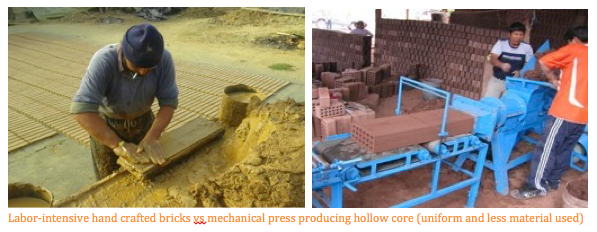 Labor-intensive hand crafted bricks vs mechanical press producing hollow core (uniform and less material used)